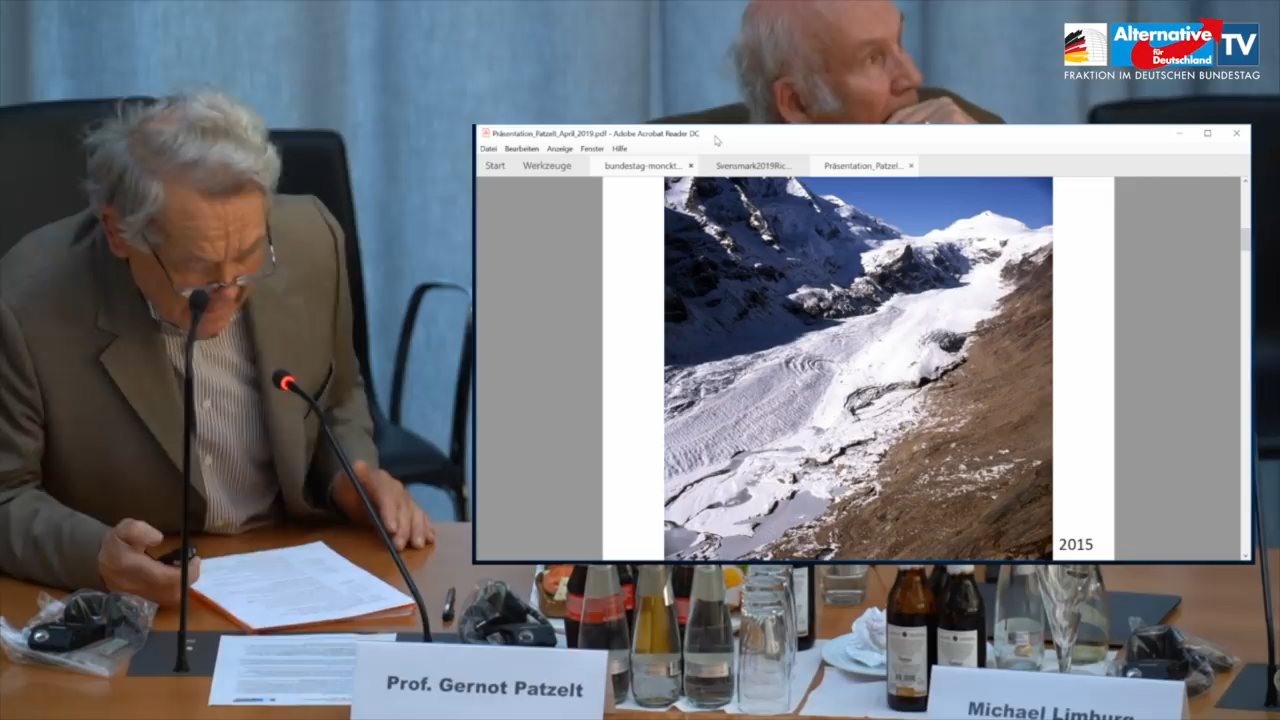 Alternative
für
Deutschland
TV
FRAKTION IM DEUTSCHEN BUNDESTAG
Präsentation_Patzelt_April_2019.pdf - Adobe Acrobat Reader DC
Datei Bearbeiten Anzeige Fenster Hilfe
Start Werkzeuge bundestag-monckt... Svensmark2019Ric... Präsentation_Patzel...
2015
Prof. Gernot Patzelt
Michael Limburg